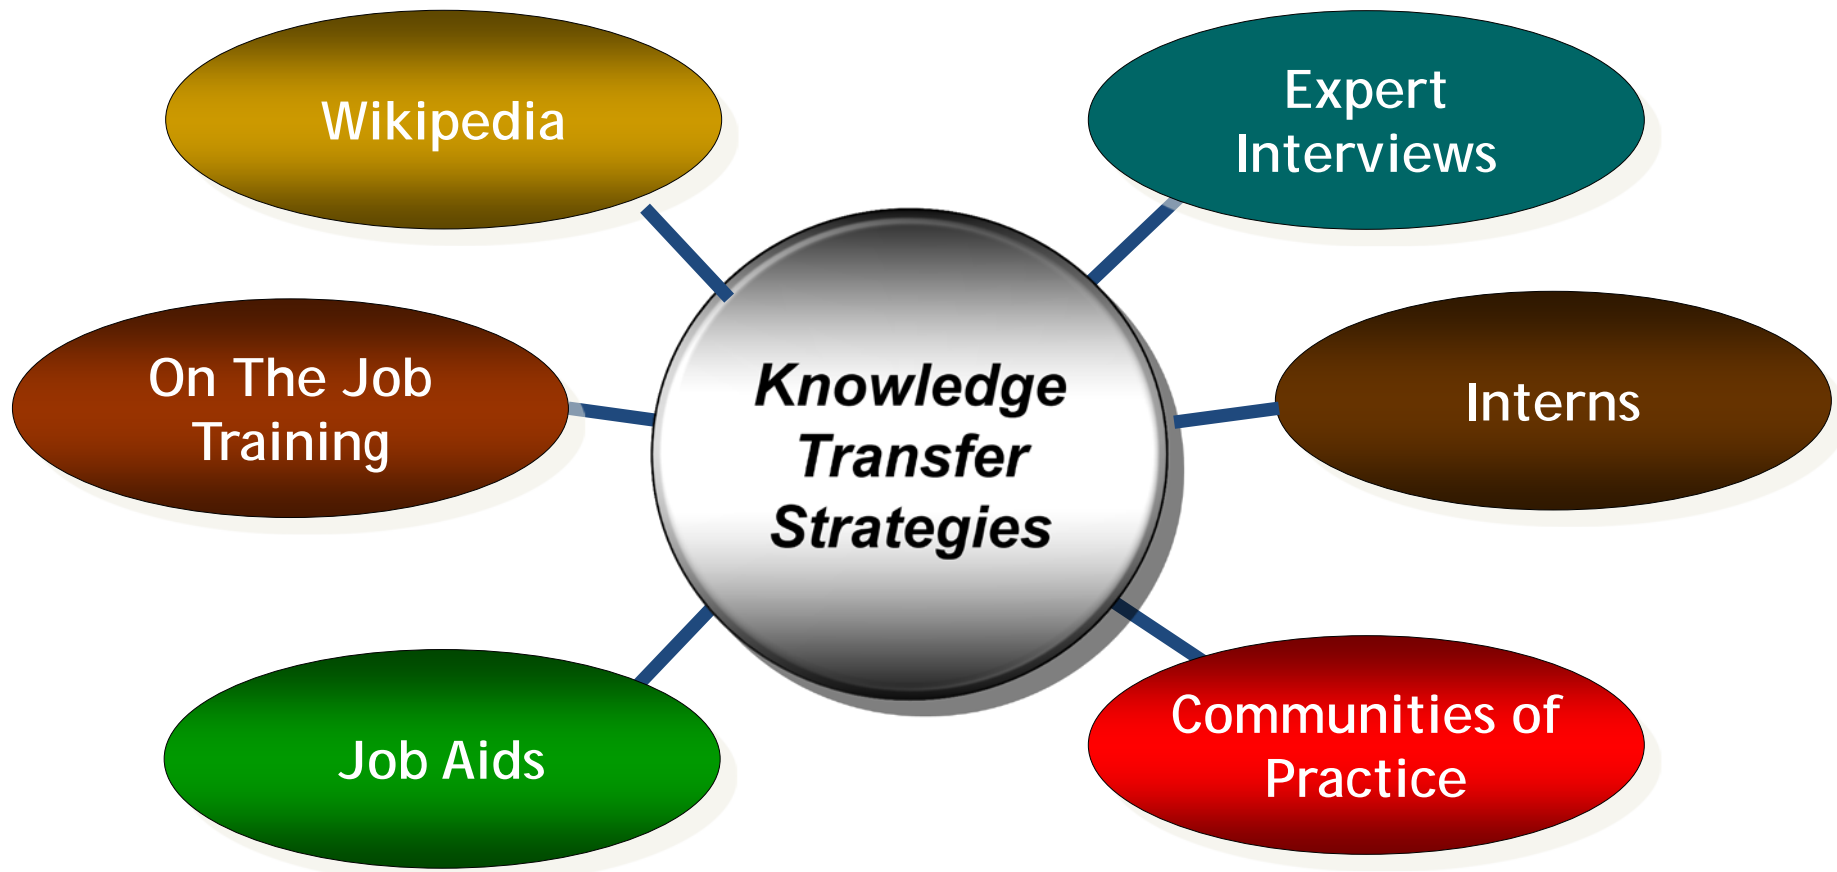 Wikipedia
Expert
Interviews
On The Job
Training
Knowledge
Transfer
Strategies
Interns
Job Aids
Communities of
Practice